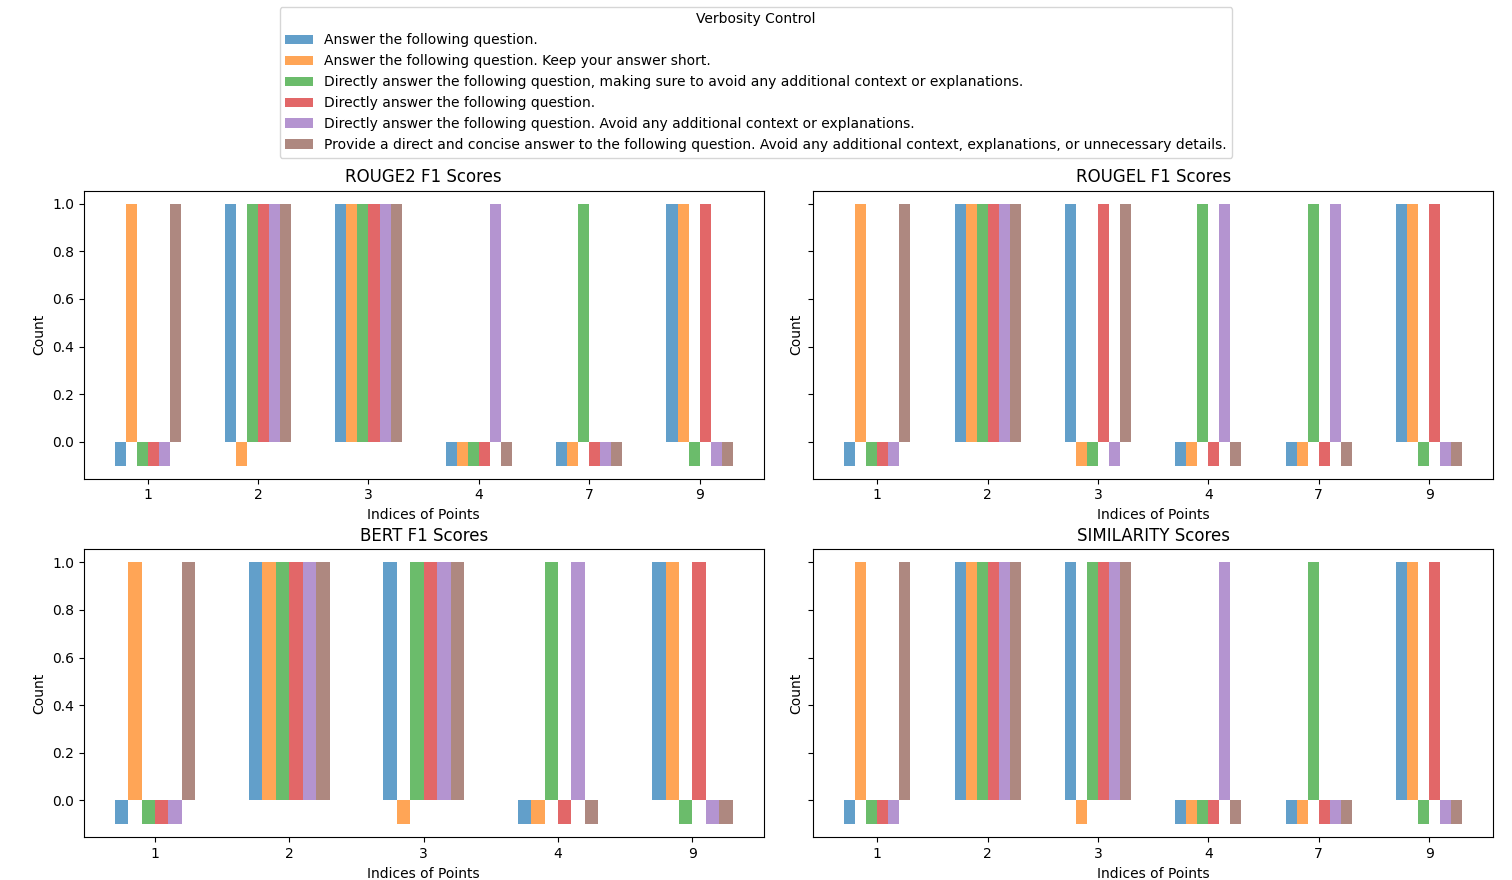 Verbosity Control
Answer the following question.
Answer the following question. Keep your answer short.
Directly answer the following question, making sure to avoid any additional context or explanations.
Directly answer the following question.
Directly answer the following question. Avoid any additional context or explanations.
Provide a direct and concise answer to the following question. Avoid any additional context, explanations, or unnecessary details.
ROUGE2 F1 Scores
1.0
0.8
0.6
0.4
0.2
0.0
Count
1 2 3 4 7 9
Indices of Points
ROUGEL F1 Scores
Count
1 2 3 4 7 9
Indices of Points
BERT F1 Scores
1.0
0.8
0.6
0.4
0.2
0.0
Count
1 2 3 4 9
Indices of Points
SIMILARITY Scores
Count
1 2 3 4 7 9
Indices of Points